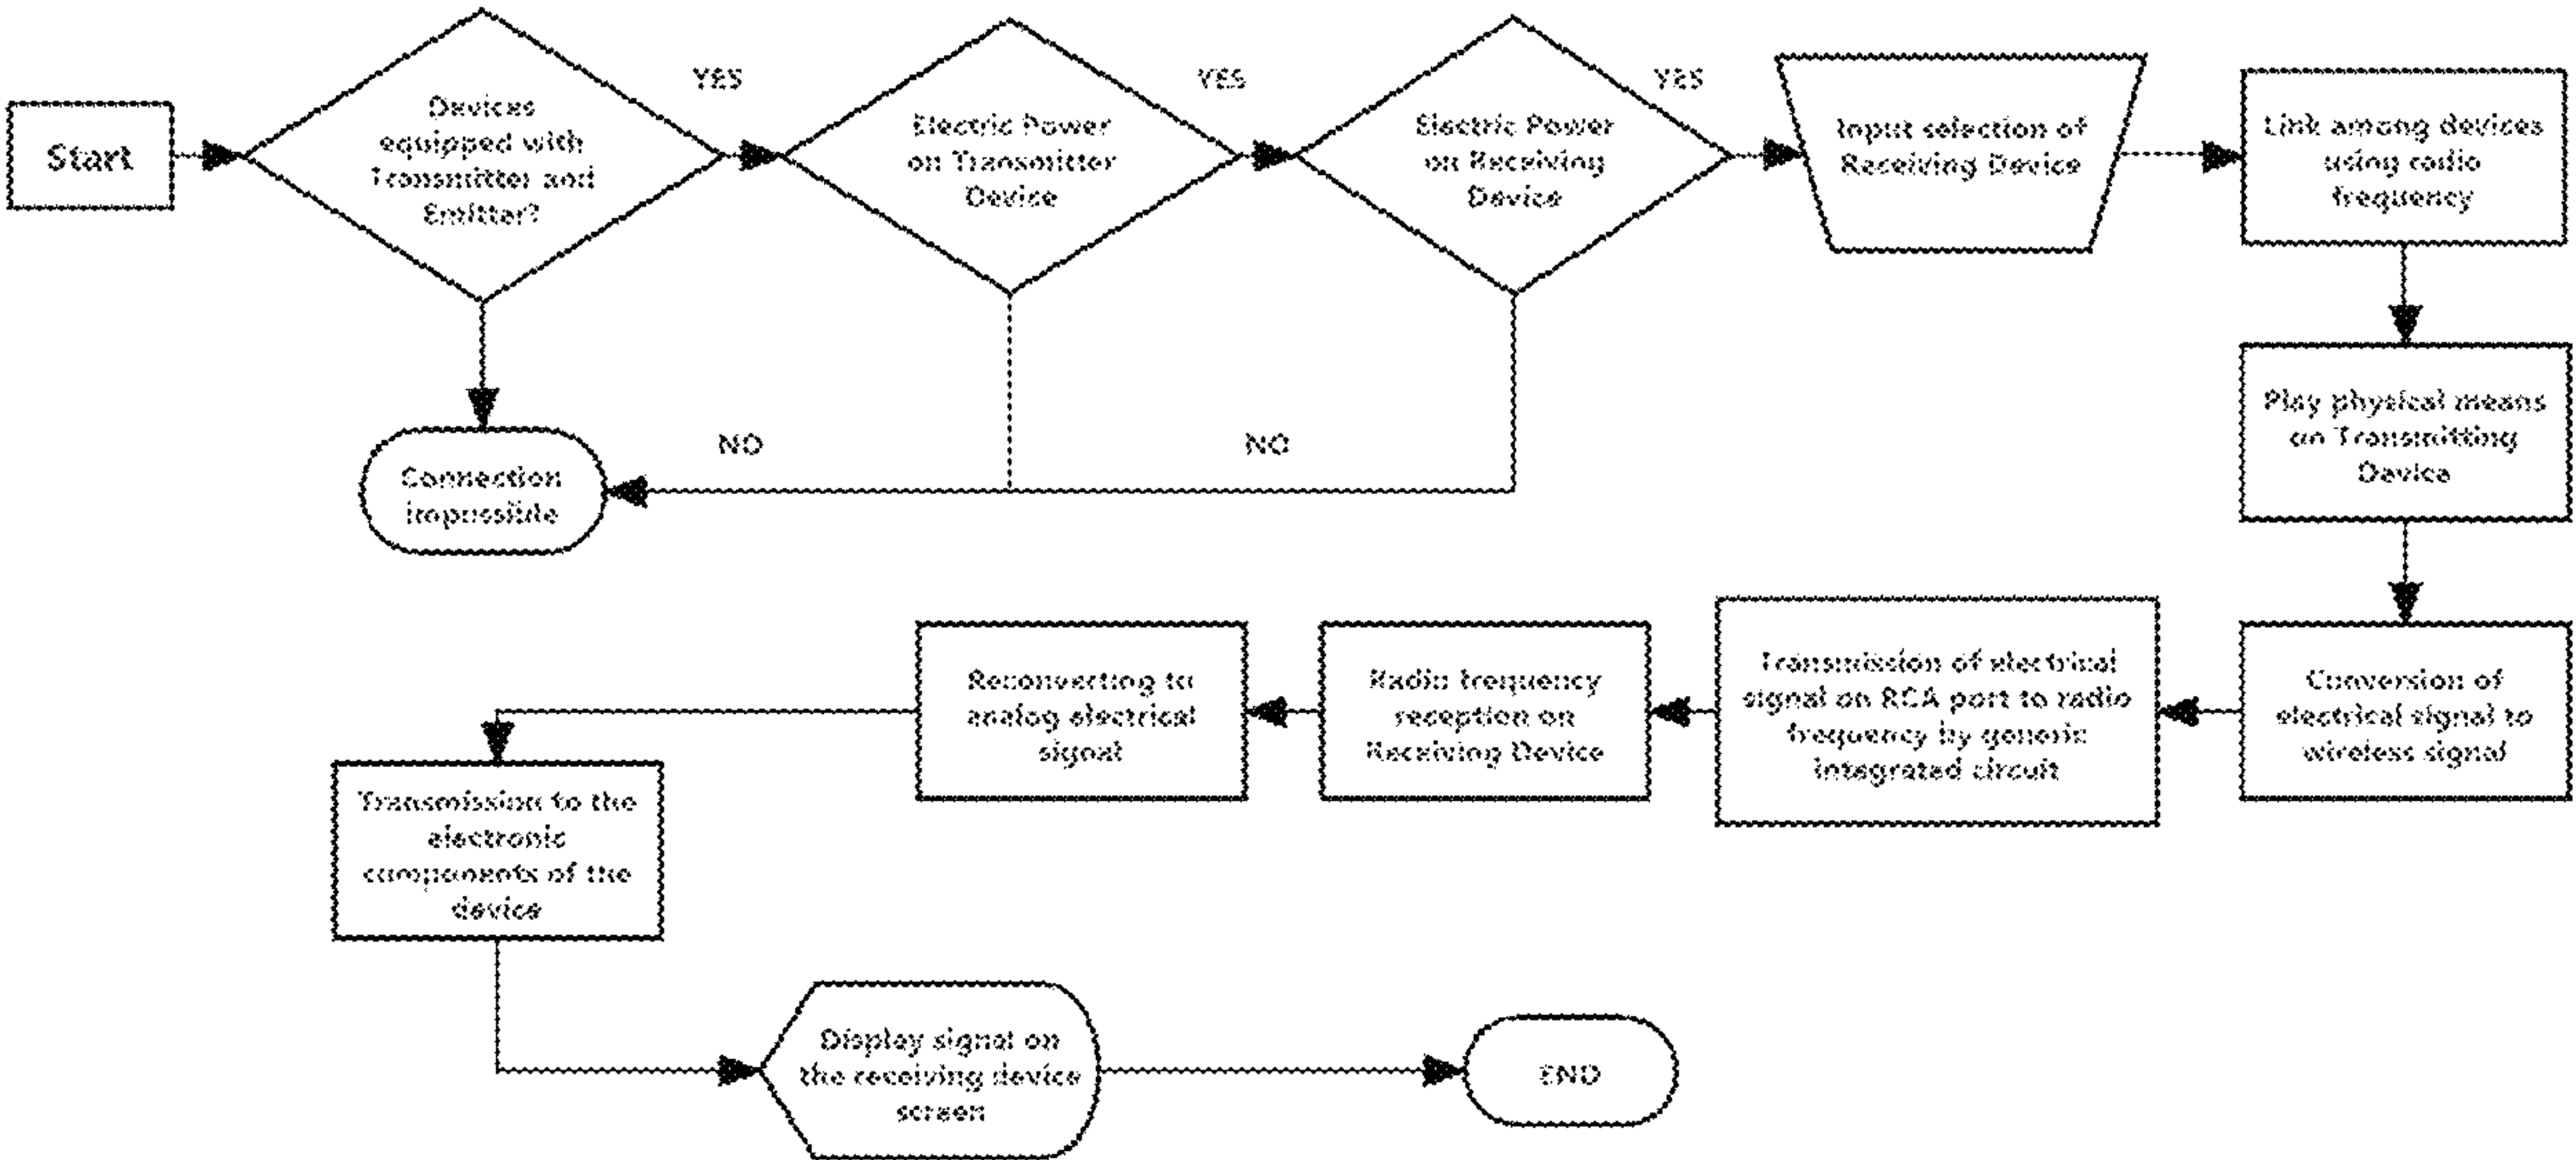 Start
Devices
equipped with
Transmitter and
Emitter?
YES
Electric Power
on Transmitter
Device
YES
Electric Power
on Receiving
Device
YES
Input selection of
Receiving Device
Link among devices
using radio
frequency
Play physical means
on Transmitting
Device
Connection
impossible
NO
NO
Conversion of
electrical signal to
wireless signal
Transmission of electrical
signal on RCA port to radio
frequency by generic
integrated circuit
Radio frequency
reception on
Receiving Device
Reconverting to
analog electrical
signal
Transmission to the
electronic
components of the
device
Display signal on
the receiving device
screen
END